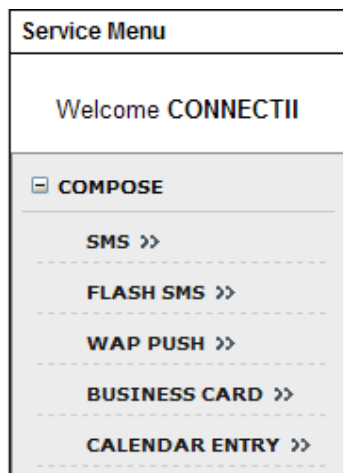 Service Menu
Welcome CONNECTII
COMPOSE
SMS >>
FLASH SMS >>
WAP PUSH >>
BUSINESS CARD >>
CALENDAR ENTRY >>